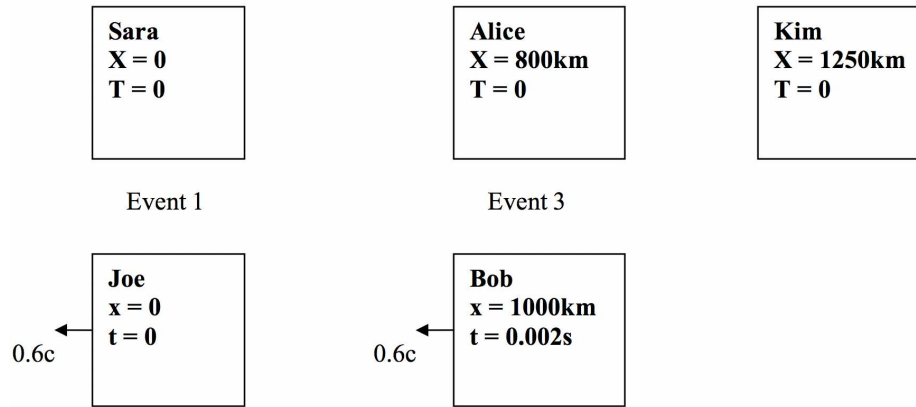 Sara
X = 0
T = 0
Alice
X = 800km
T = 0
Kim
X = 1250km
T = 0
Event 1
Event 3
Joe
x = 0
t = 0
0.6c
Bob
x = 1000km
t = 0.002s
0.6c